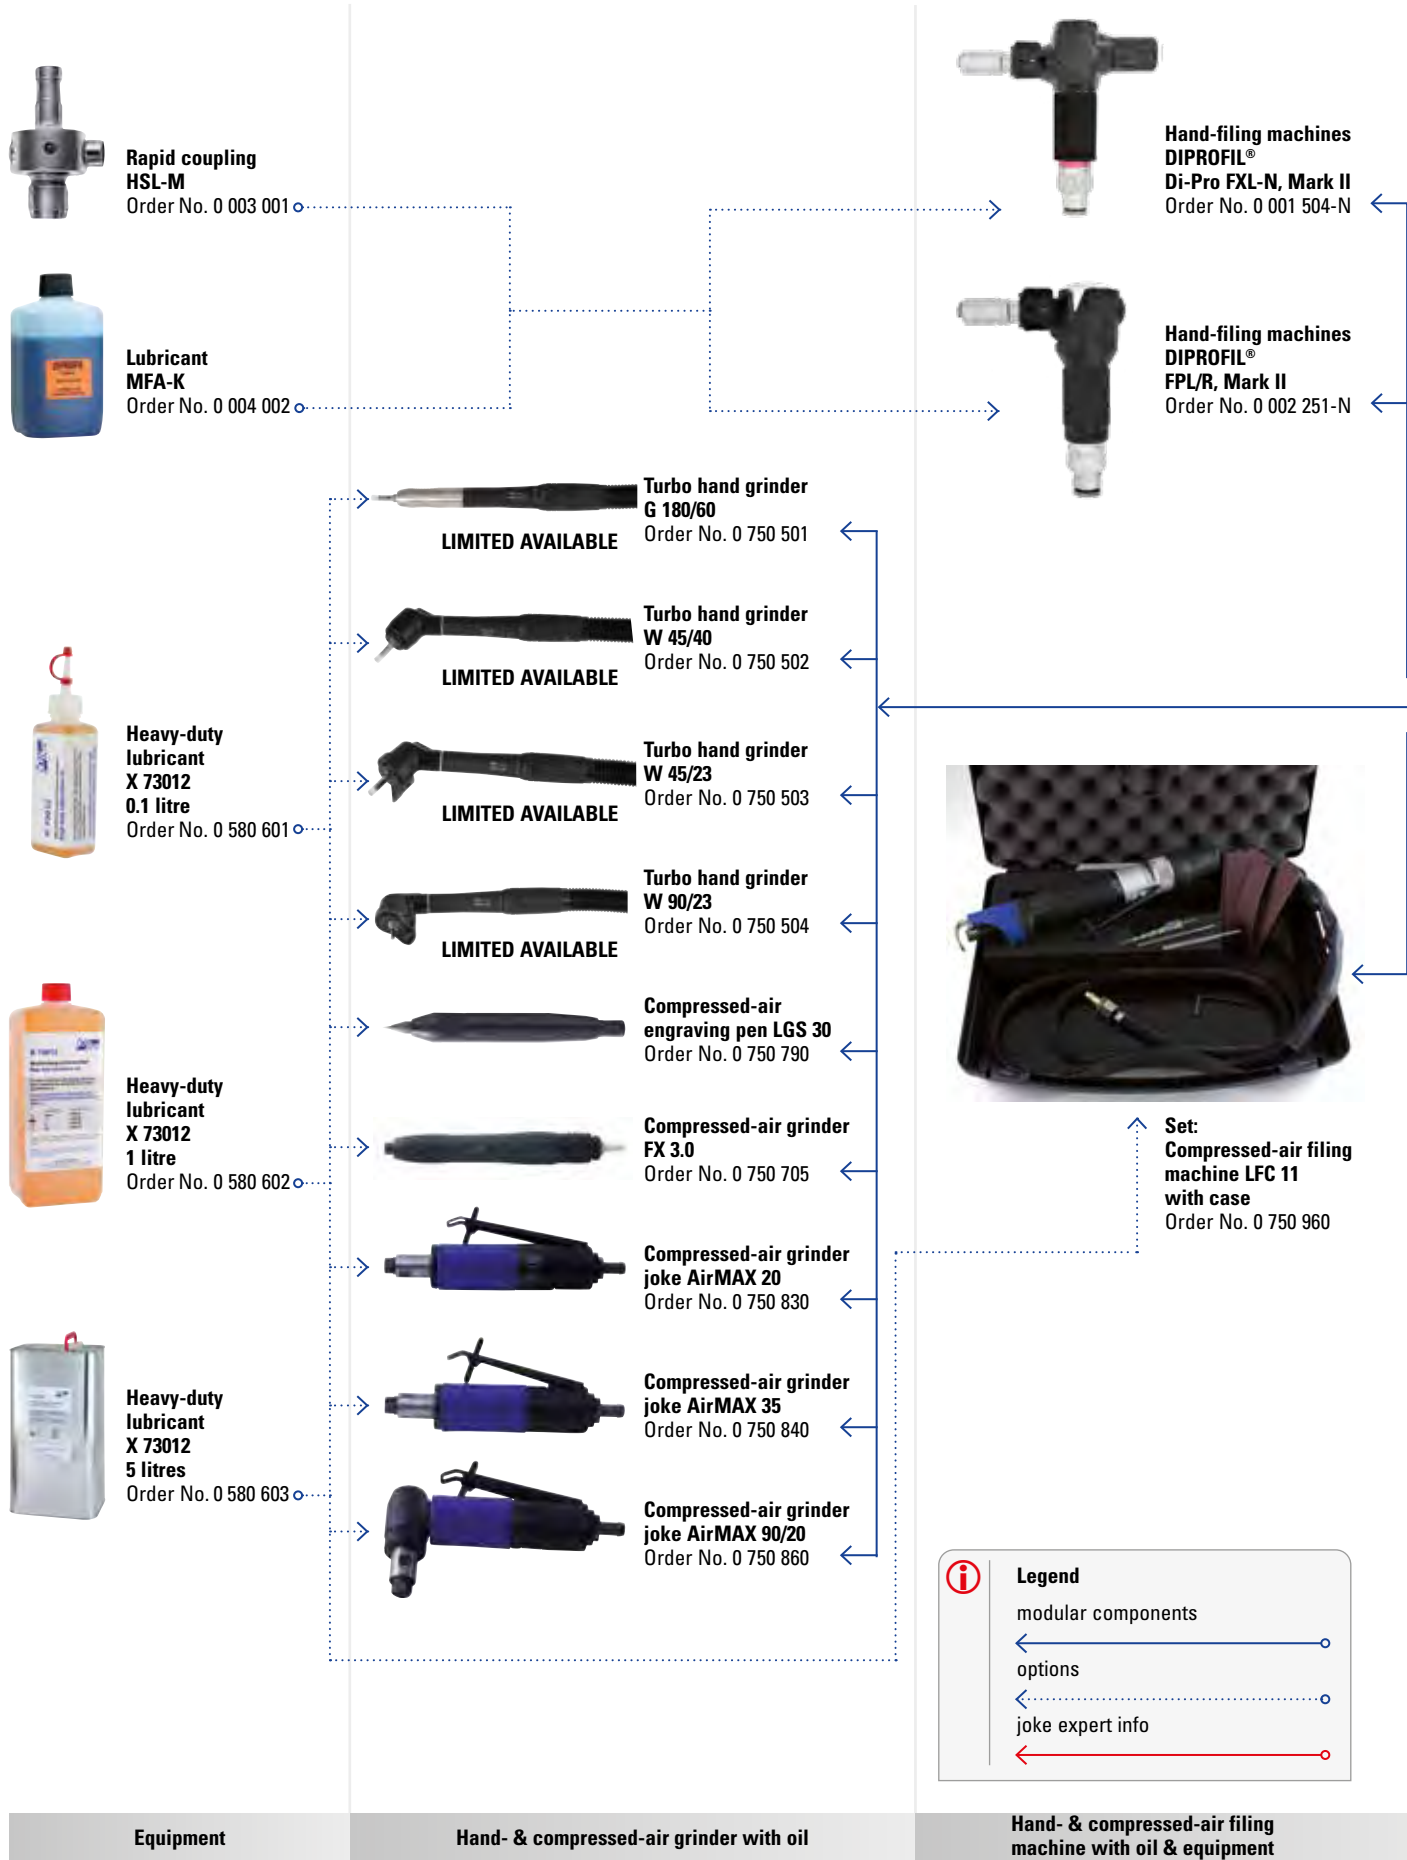 Rapid coupling
HSL-M
Order No. 0 003 001
Lubricant
MFA-K
Order No. 0 004 002
Heavy-duty
lubricant
X 73012
0.1 litre
Order No. 0 580 601
Heavy-duty
lubricant
X 73012
1 litre
Order No. 0 580 602
Heavy-duty
lubricant
X 73012
5 litres
Order No. 0 580 603
Equipment
Turbo hand grinder
G 180/60
Order No. 0 750 501
LIMITED AVAILABLE
Turbo hand grinder
W 45/40
Order No. 0 750 502
LIMITED AVAILABLE
Turbo hand grinder
W 45/23
Order No. 0 750 503
LIMITED AVAILABLE
Turbo hand grinder
W 90/23
Order No. 0 750 504
LIMITED AVAILABLE
Compressed-air
engraving pen LGS 30
Order No. 0 750 790
Compressed-air grinder
FX 3.0
Order No. 0 750 705
Compressed-air grinder
joke AirMAX 20
Order No. 0 750 830
Compressed-air grinder
joke AirMAX 35
Order No. 0 750 840
Compressed-air grinder
joke AirMAX 90/20
Order No. 0 750 860
Hand- & compressed-air grinder with oil
Hand-filing machines
DIPROFIL®
Di-Pro FXL-N, Mark II
Order No. 0 001 504-N
Hand-filing machines
DIPROFIL®
FPL/R, Mark II
Order No. 0 002 251-N
Set:
Compressed-air filing
machine LFC 11
with case
Order No. 0 750 960
Legend
modular components
options
joke expert info
Hand- & compressed-air filing
machine with oil & equipment